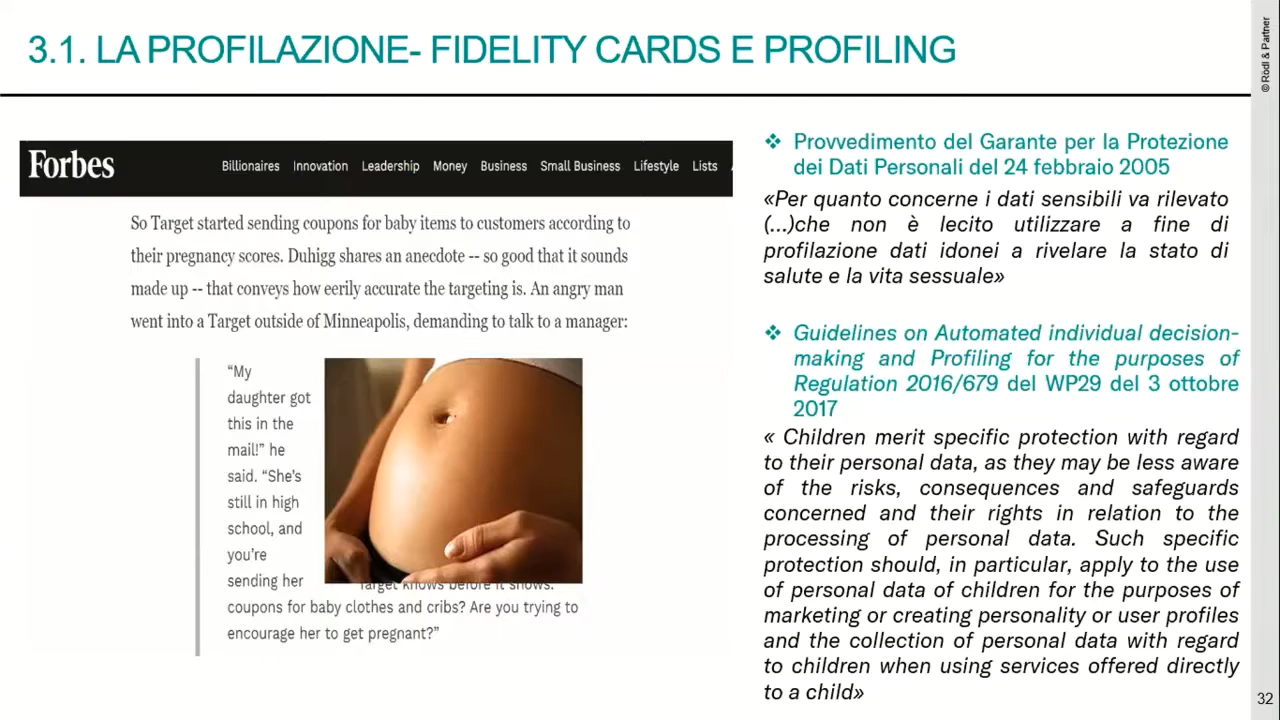 3.1. LA PROFILAZIONE- FIDELITY CARDS E PROFILING
© Rödl & Partner
Forbes
Billionaires Innovation Leadership Money Business Small Business Lifestyle Lists
So Target started sending coupons for baby items to customers according to
their pregnancy scores. Duhigg shares an anecdote -- so good that it sounds
made up -- that conveys how eerily accurate the targeting is. An angry man
went into a Target outside of Minneapolis, demanding to talk to a manager:
“My
daughter got
this in the
mail!” he
said. “She’s
still in high
school, and
you’re
sending her
Target knows before it shows.
coupons for baby clothes and cribs? Are you trying to
encourage her to get pregnant?”
❖ Provvedimento del Garante per la Protezione
dei Dati Personali del 24 febbraio 2005
«Per quanto concerne i dati sensibili va rilevato
(...)che non è lecito utilizzare a fine di
profilazione dati idonei a rivelare la stato di
salute e la vita sessuale»
❖ Guidelines on Automated individual decision-
making and Profiling for the purposes of
Regulation 2016/679 del WP29 del 3 ottobre
2017
« Children merit specific protection with regard
to their personal data, as they may be less aware
of the risks, consequences and safeguards
concerned and their rights in relation to the
processing of personal data. Such specific
protection should, in particular, apply to the use
of personal data of children for the purposes of
marketing or creating personality or user profiles
and the collection of personal data with regard
to children when using services offered directly
to a child»
32